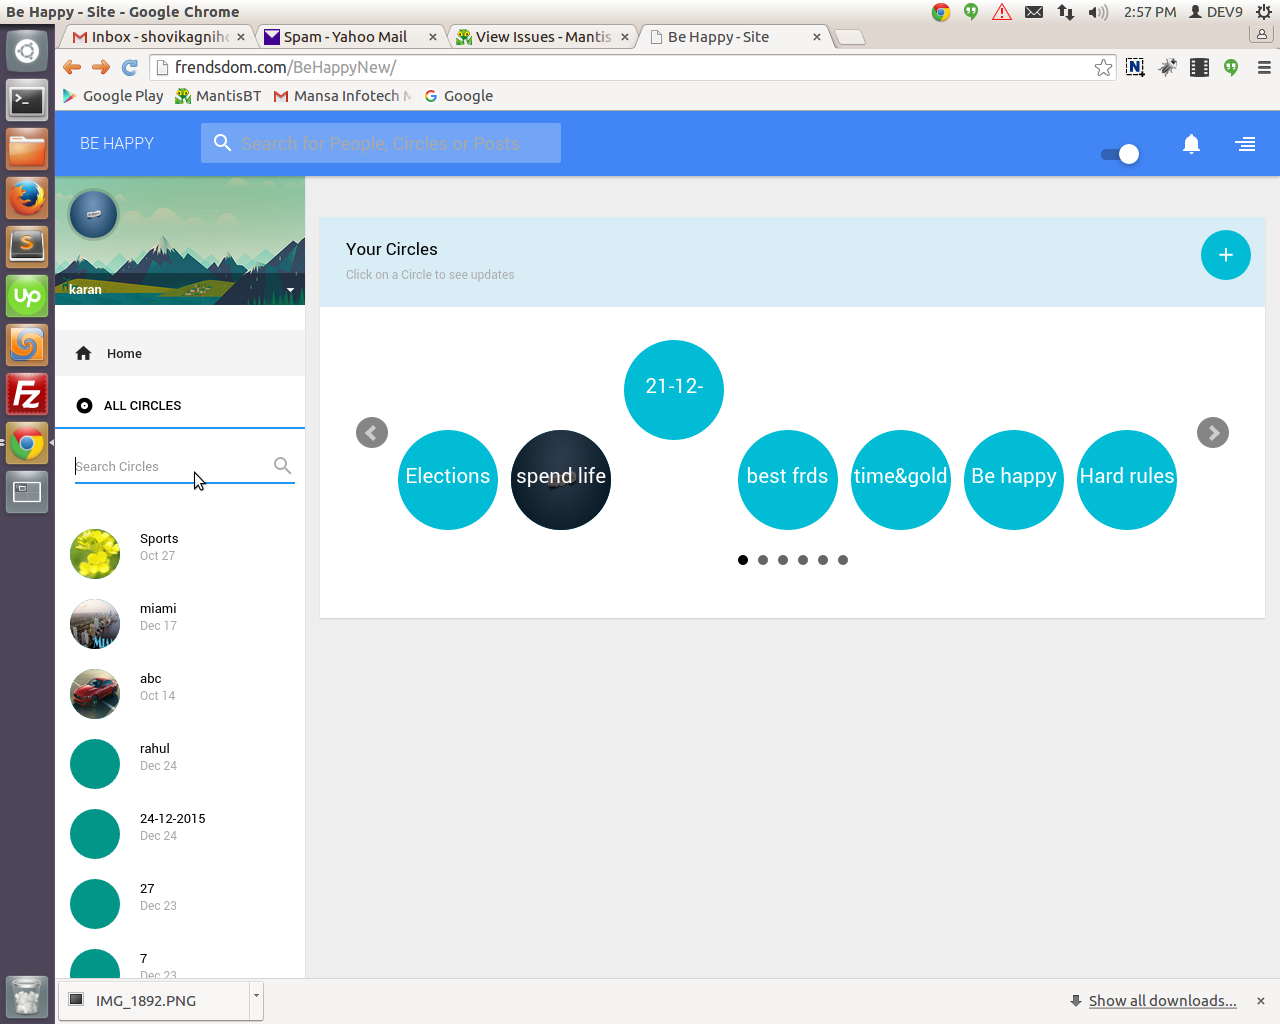 Be Happy - Site - Google Chrome
2:57 PM
DEV9
Inbox - shovikagnih
Spam - Yahoo Mail
View Issues - Mantis
Be Happy - Site
frendsdom.com/BeHappyNew/
Google Play
MantisBT
Mansa Infotech
Google
BE HAPPY
Search for People, Circles or Posts
karan
Home
ALL CIRCLES
Search Circles
Sports
Oct 27
miami
Dec 17
abc
Oct 14
rahul
Dec 24
24-12-2015
Dec 24
27
Dec 23
7
Dec 23
Your Circles
Click on a Circle to see updates
21-12-
Elections
spend life
best frds
time&gold
Be happy
Hard rules
IMG_1892.PNG
Show all downloads...